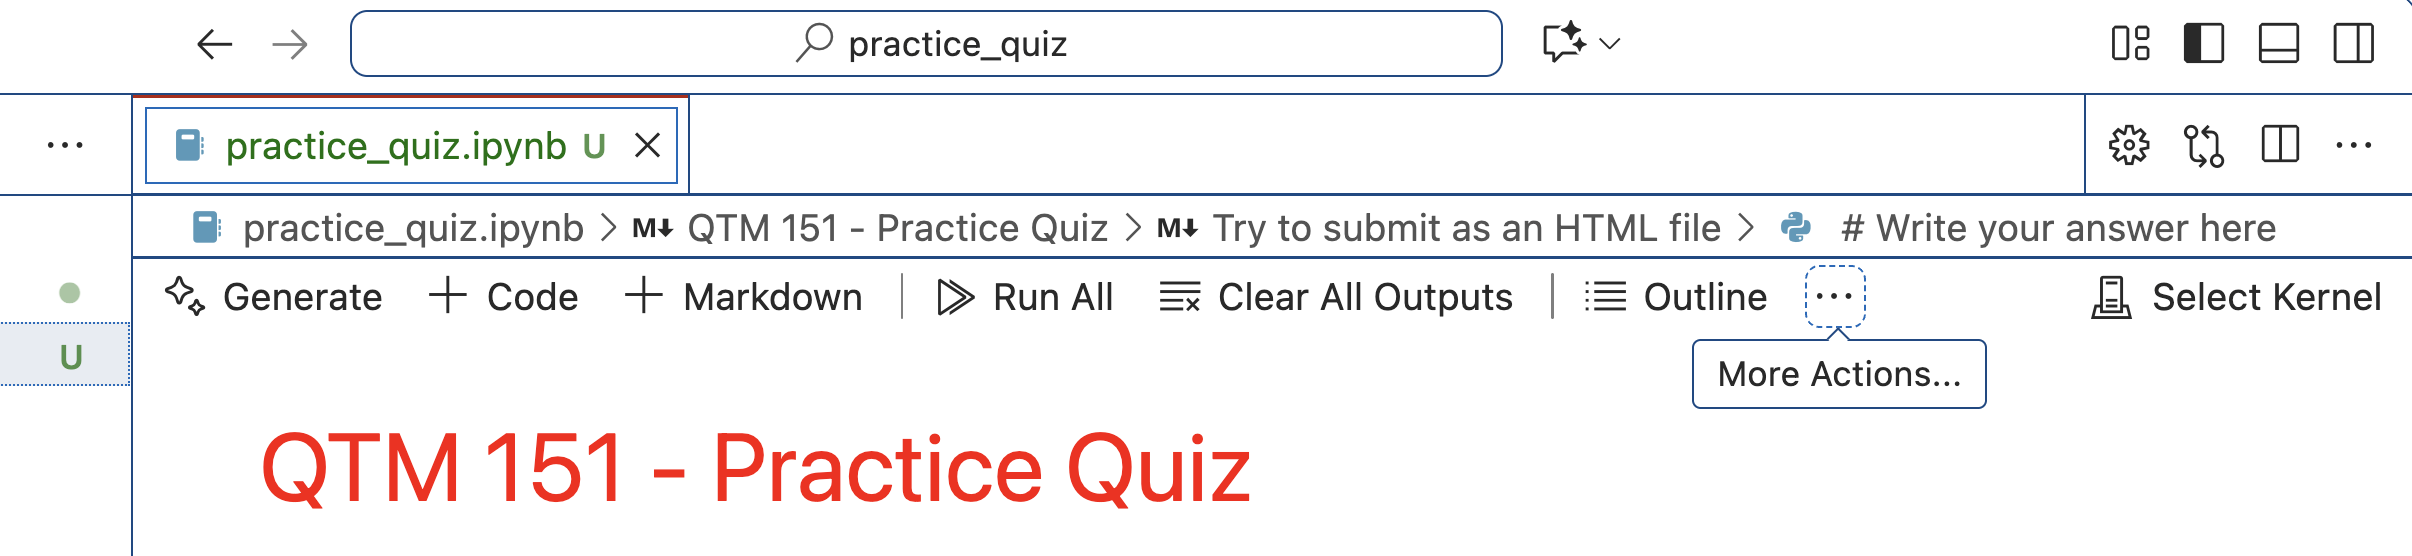 practice_quiz
practice_quiz.ipynb U
practice_quiz.ipynb > M↓ QTM 151 - Practice Quiz > M↓ Try to submit as an HTML file > # Write your answer here
Generate + Code + Markdown | Run All Clear All Outputs | Outline ... Select Kernel
U
More Actions...
QTM 151 - Practice Quiz